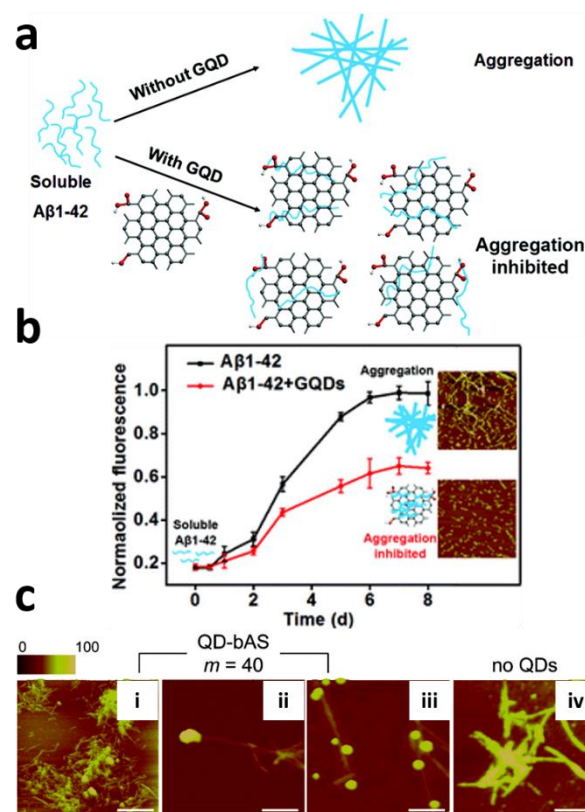 a
Without GQD
Aggregation
Soluble
Aβ1-42
With GQD
Aggregation
inhibited
b
Normaolized fluorescence
1.0
0.8
0.6
0.4
0.2
Aβ1-42
Aβ1-42+GQDs
Aggregation
Soluble
Aβ1-42
Aggregation
inhibited
0 2 4 6 8
Time (d)
c
0 100
QD-bAS
m = 40
no QDs
i ii iii iv